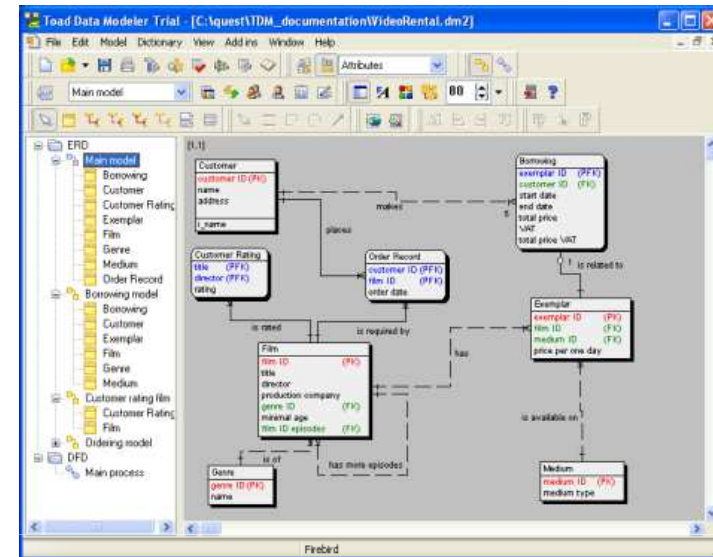 Toad Data Modeler Trial - [C:\quest\TDM_documentation\VideoRental.dm2]
File Edit Model Dictionary View Add ins Window Help
Attributes
Main model
80
ERD
Main model
Borrowing
Customer
Customer Rating
Exemplar
Film
Genre
Medium
Order Record
Borrowing model
Borrowing
Customer
Exemplar
Film
Genre
Medium
Customer rating film
Customer Rating
Film
Ordering model
DFD
Main process
[1,1]
Customer
customer ID (PK)
name
address
i_name
makes
places
Borrowing
exemplar ID (PFK)
customer ID (FK)
start date
end date
total price
VAT
total price VAT
5
1
is related to
Customer Rating
title (PFK)
director (PFK)
rating
Order Record
customer ID (PFK)
film ID (PFK)
order date
is rated
is required by
has
Exemplar
exemplar ID (PK)
film ID (FK)
medium ID (FK)
price per one day
Film
film ID (PK)
title
director
production company
genre ID (FK)
minimal age
film ID episodes (FK)
is available on
is of
has more episodes
Genre
genre ID (PK)
name
Medium
medium ID (PK)
medium type
Firebird